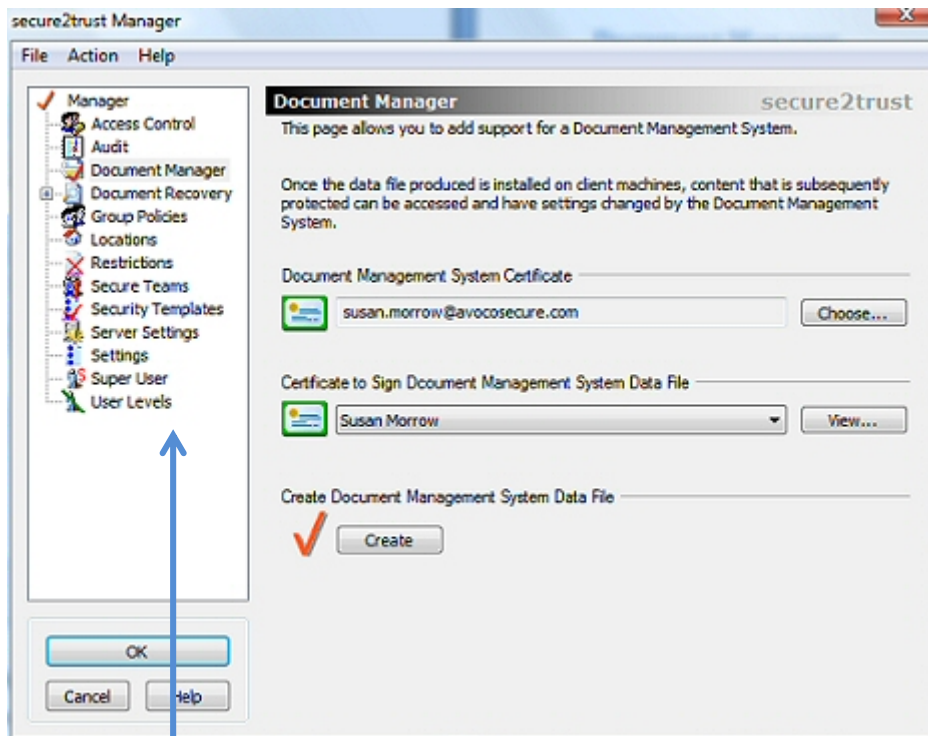 secure2trust Manager
File Action Help
Manager
Access Control
Audit
Document Manager
Document Recovery
Group Policies
Locations
Restrictions
Secure Teams
Security Templates
Server Settings
Settings
Super User
User Levels
OK
Cancel Help
Document Manager secure2trust
This page allows you to add support for a Document Management System.
Once the data file produced is installed on client machines, content that is subsequently
protected can be accessed and have settings changed by the Document Management
System.
Document Management System Certificate
susan.morrow@avocosecure.com Choose...
Certificate to Sign Dcoument Management System Data File
Susan Morrow View...
Create Document Management System Data File
Create